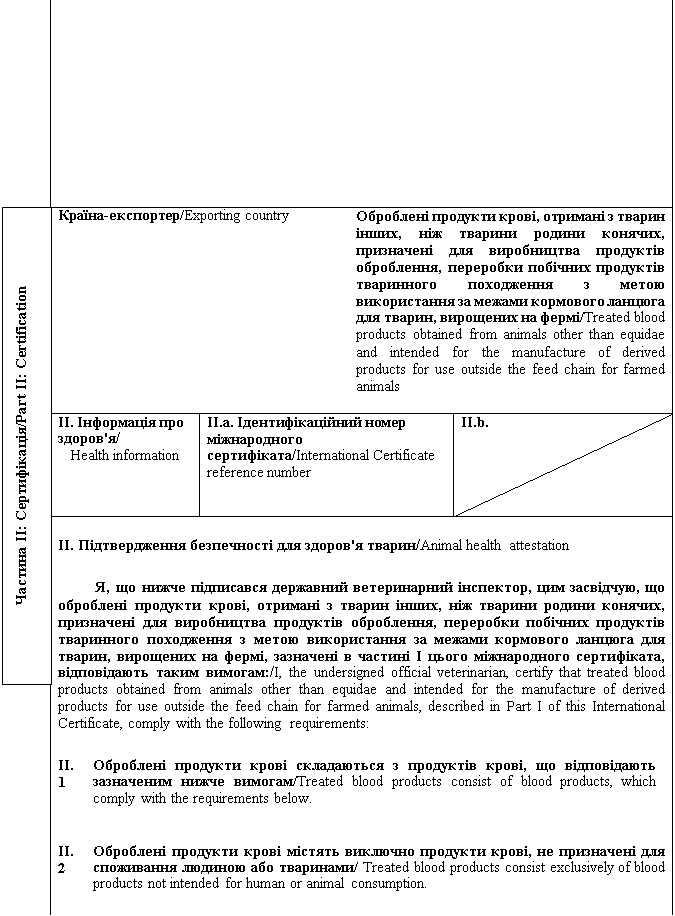 Частина II: Сертифікація/Part II: Certification
Країна-експортер/Exporting country
Оброблені продукти крові, отримані з тварин
інших, ніж тварини родини конячих,
призначені для виробництва продуктів
оброблення, переробки побічних продуктів
тваринного походження з метою
використання за межами кормового ланцюга
для тварин, вирощених на фермі/Treated blood
products obtained from animals other than equidae
and intended for the manufacture of derived
products for use outside the feed chain for farmed
animals
II. Інформація про
здоров'я/
Health information
II.a. Ідентифікаційний номер
міжнародного
сертифіката/International Certificate
reference number
II.b.
II. Підтвердження безпечності для здоров'я тварин/Animal health attestation
Я, що нижче підписався державний ветеринарний інспектор, цим засвідчую, що
оброблені продукти крові, отримані з тварин інших, ніж тварини родини конячих,
призначені для виробництва продуктів оброблення, переробки побічних продуктів
тваринного походження з метою використання за межами кормового ланцюга для
тварин, вирощених на фермі, зазначені в частині I цього міжнародного сертифіката,
відповідають таким вимогам:/I, the undersigned official veterinarian, certify that treated blood
products obtained from animals other than equidae and intended for the manufacture of derived
products for use outside the feed chain for farmed animals, described in Part I of this International
Certificate, comply with the following requirements:
II.
1
Оброблені продукти крові складаються з продуктів крові, що відповідають
зазначеним нижче вимогам/Treated blood products consist of blood products, which
comply with the requirements below.
II.
2
Оброблені продукти крові містять виключно продукти крові, не призначені для
споживання людиною або тваринами/ Treated blood products consist exclusively of blood
products not intended for human or animal consumption.